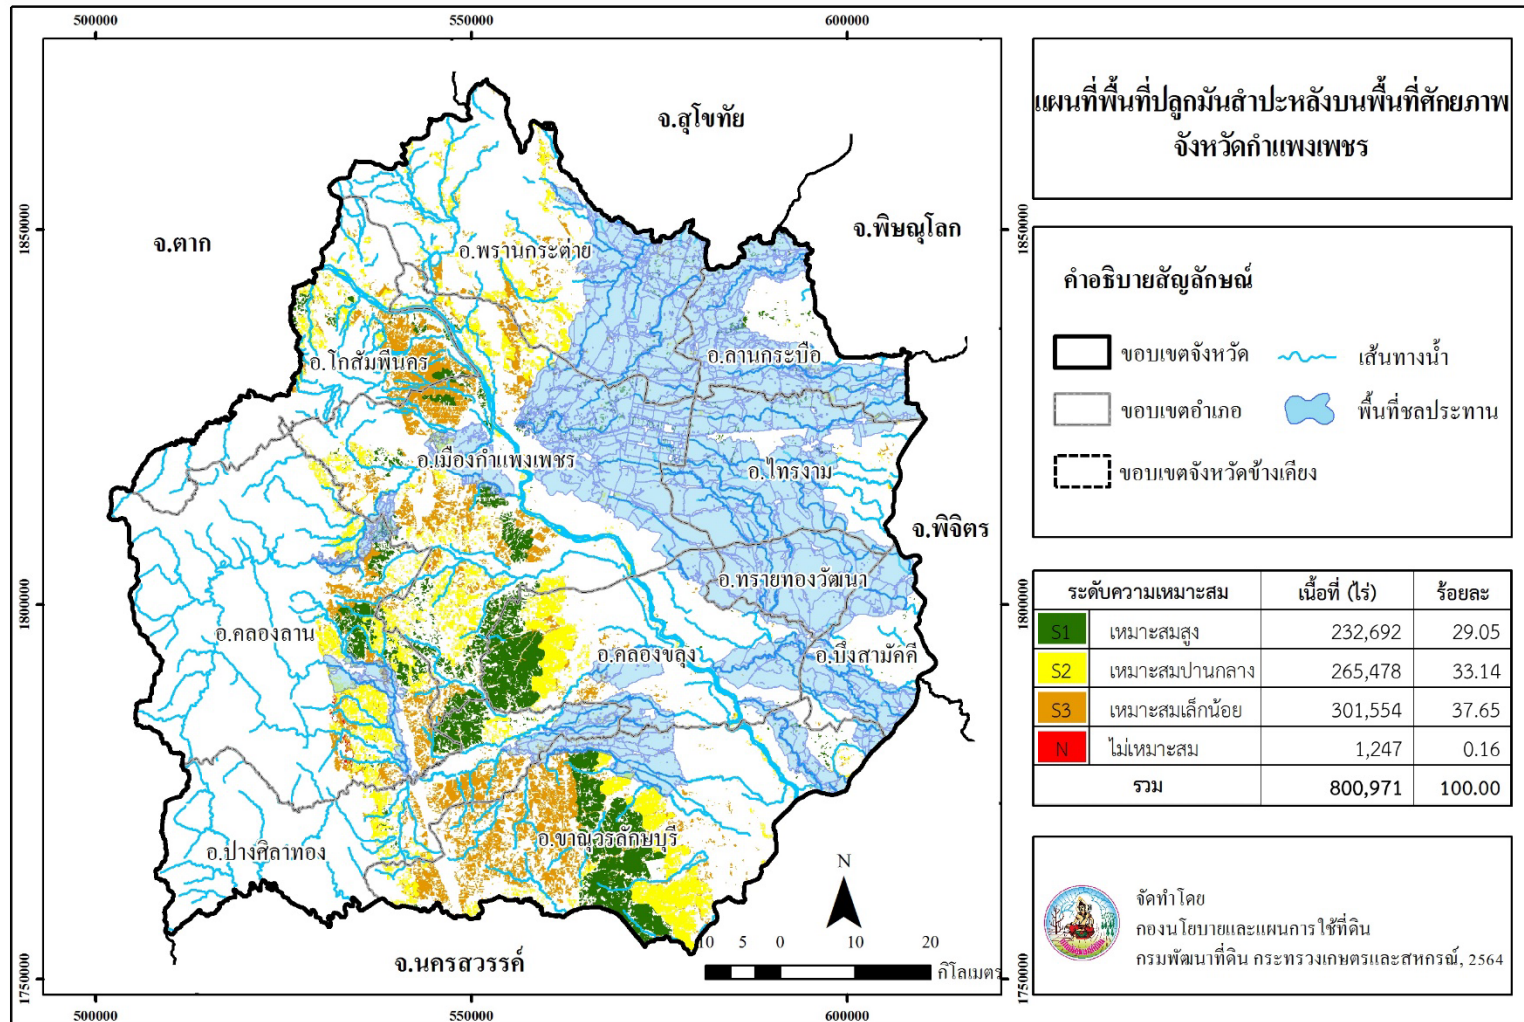 500000
550000
600000
แผนที่พื้นที่ปลูกมันสำปะหลังบนพื้นที่ศักยภาพ
จังหวัดกำแพงเพชร
จ.สุโขทัย
จ.พิษณุโลก
จ.ตาก
1850000
1850000
อ.พรานกระต่าย
คำอธิบายสัญลักษณ์
ขอบเขตจังหวัด
เส้นทางน้ำ
ขอบเขตอำเภอ
พื้นที่ชลประทาน
ขอบเขตจังหวัดข้างเคียง
อ.ลานกระบือ
อ.โกสัมพีนคร
อ.เมืองกำแพงเพชร
อ.ไทรงาม
จ.พิจิตร
อ.ทรายทองวัฒนา
1800000
1800000
อ.คลองลาน
อ.คลองขลุง
อ.บึงสามัคคี
ระดับความเหมาะสม เนื้อที่ (ไร่) ร้อยละ
S1 เหมาะสมสูง 232,692 29.05
S2 เหมาะสมปานกลาง 265,478 33.14
S3 เหมาะสมเล็กน้อย 301,554 37.65
N ไม่เหมาะสม 1,247 0.16
รวม 800,971 100.00
อ.ขาณุวรลักษบุรี
อ.ปางศิลาทอง
N
10 5 0 10 20
กิโลเมตร
จ.นครสวรรค์
1750000
1750000
จัดทำโดย
กองนโยบายและแผนการใช้ที่ดิน
กรมพัฒนาที่ดิน กระทรวงเกษตรและสหกรณ์, 2564
500000
550000
600000